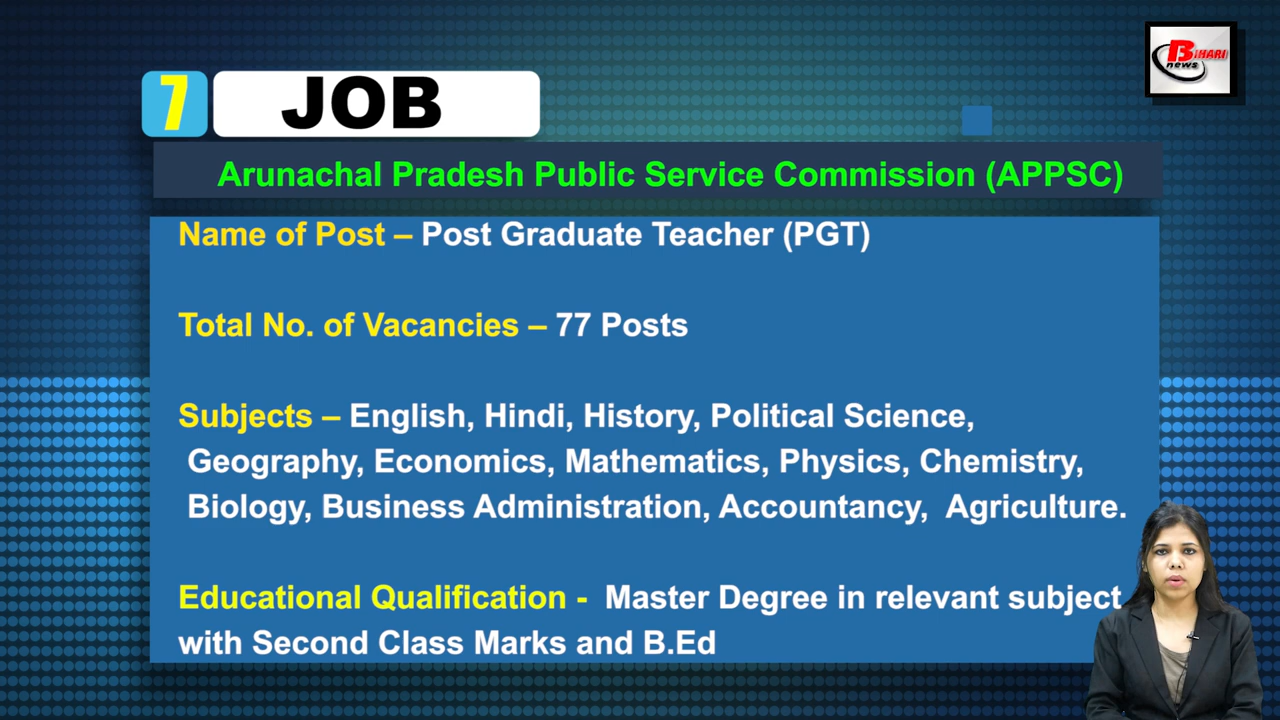 BIHARI
news
7 JOB
Arunachal Pradesh Public Service Commission (APPSC)
Name of Post – Post Graduate Teacher (PGT)
Total No. of Vacancies – 77 Posts
Subjects – English, Hindi, History, Political Science,
Geography, Economics, Mathematics, Physics, Chemistry,
Biology, Business Administration, Accountancy, Agriculture.
Educational Qualification - Master Degree in relevant subject
with Second Class Marks and B.Ed